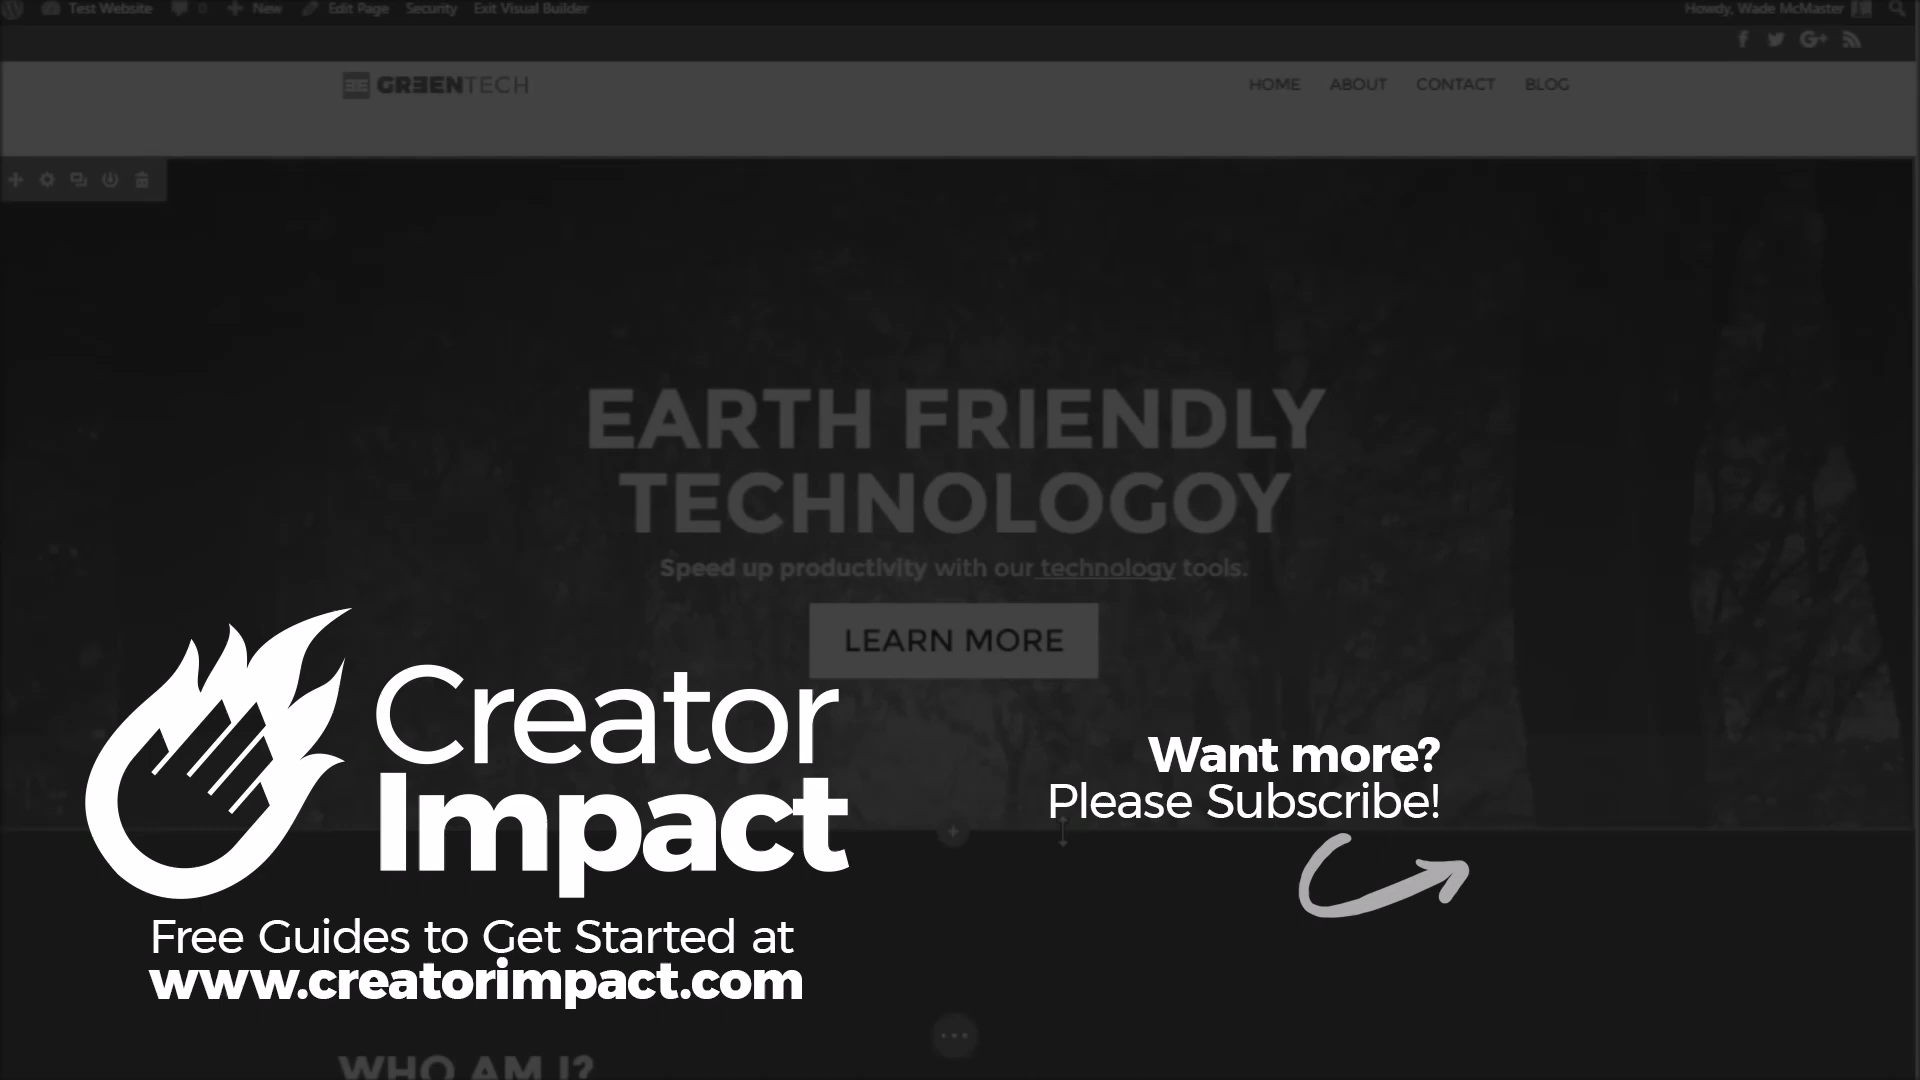 Test Website 0 New Edit Page Security Exit Visual Builder Howdy, Wade McMaster
GREENTECH HOME ABOUT CONTACT BLOG
EARTH FRIENDLY
TECHNOLOGOY
Speed up productivity with our technology tools.
LEARN MORE
Creator
Impact
Free Guides to Get Started at
www.creatorimpact.com
Want more?
Please Subscribe!
WHO AM I?